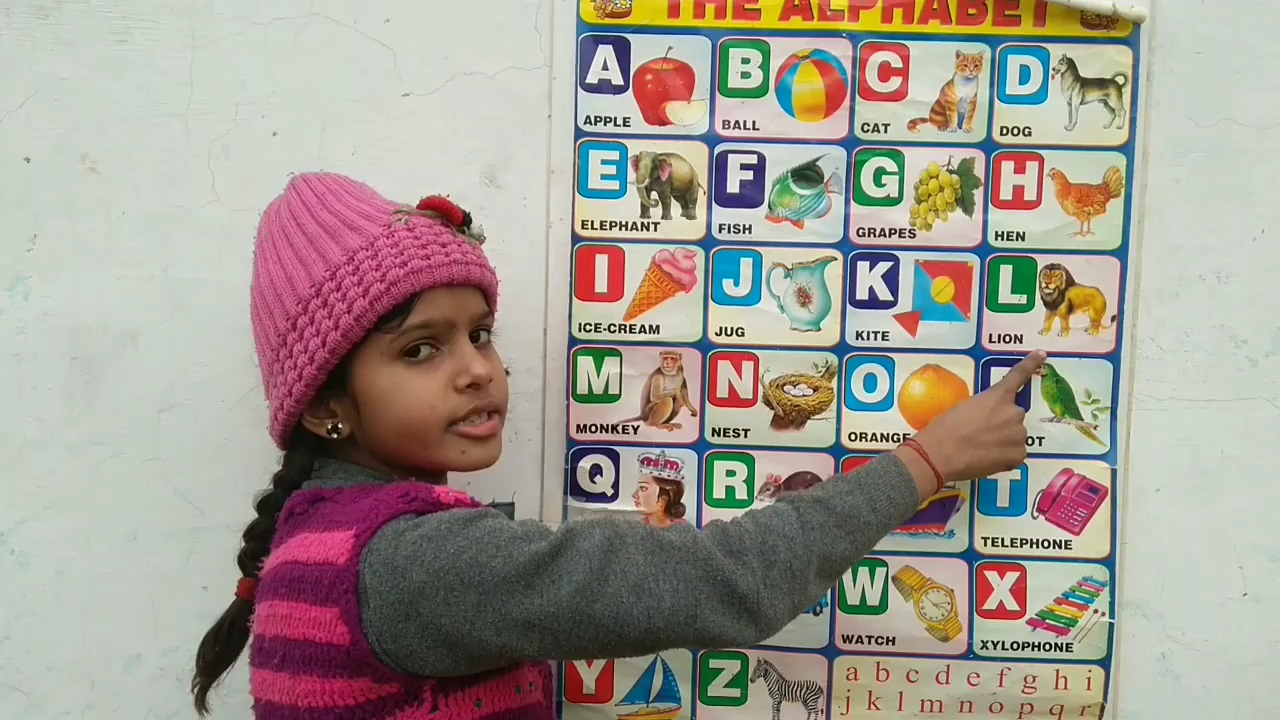 THE ALPHABET
A B C D
APPLE BALL CAT DOG
E F G H
ELEPHANT FISH GRAPES HEN
I J K L
ICE-CREAM JUG KITE LION
M N O
MONKEY NEST ORANGE OT
Q R T
TELEPHONE
W X
WATCH XYLOPHONE
Y Z
a b c d e f g h i
j k l m n o p q r